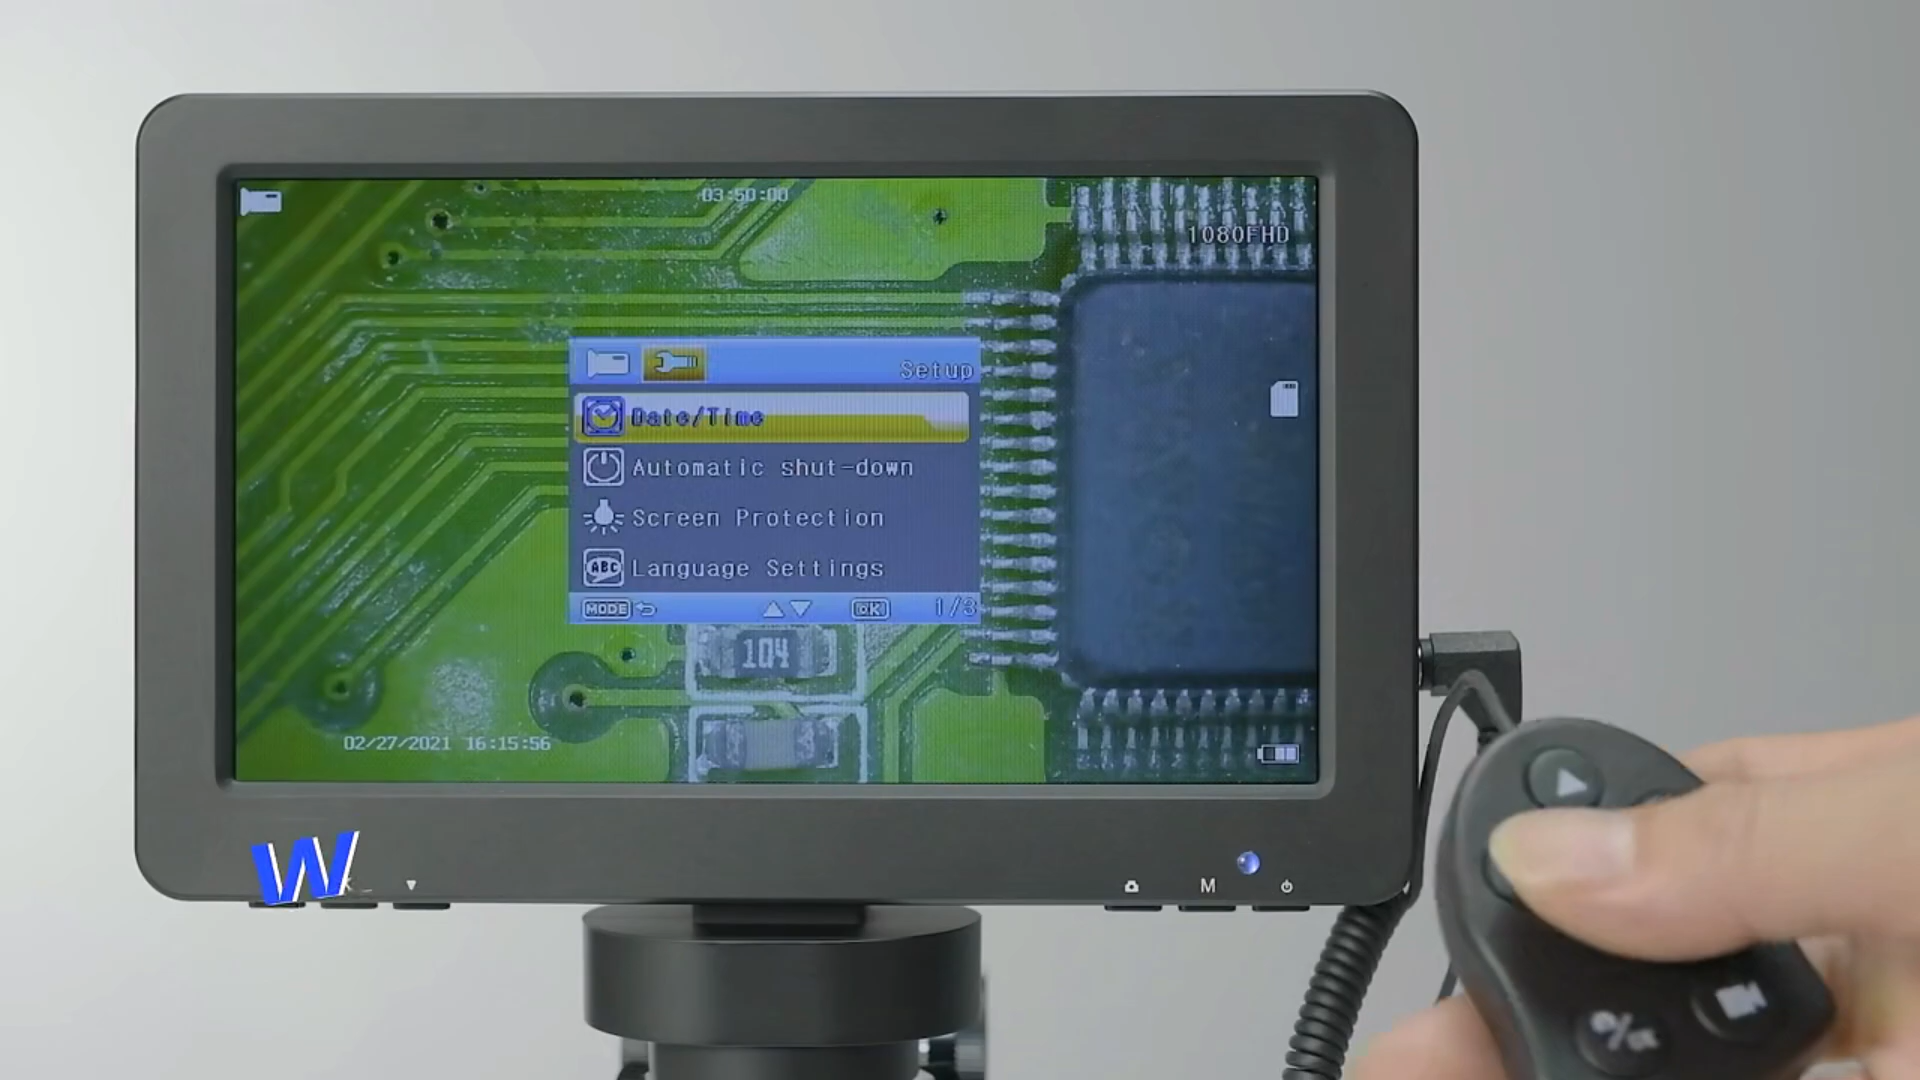 03:50:00
1080FHD
Setup
Date/Time
Automatic shut-down
Screen Protection
ABC Language Settings
MODE OK 1/3
104
02/27/2021 16:15:56
W
M